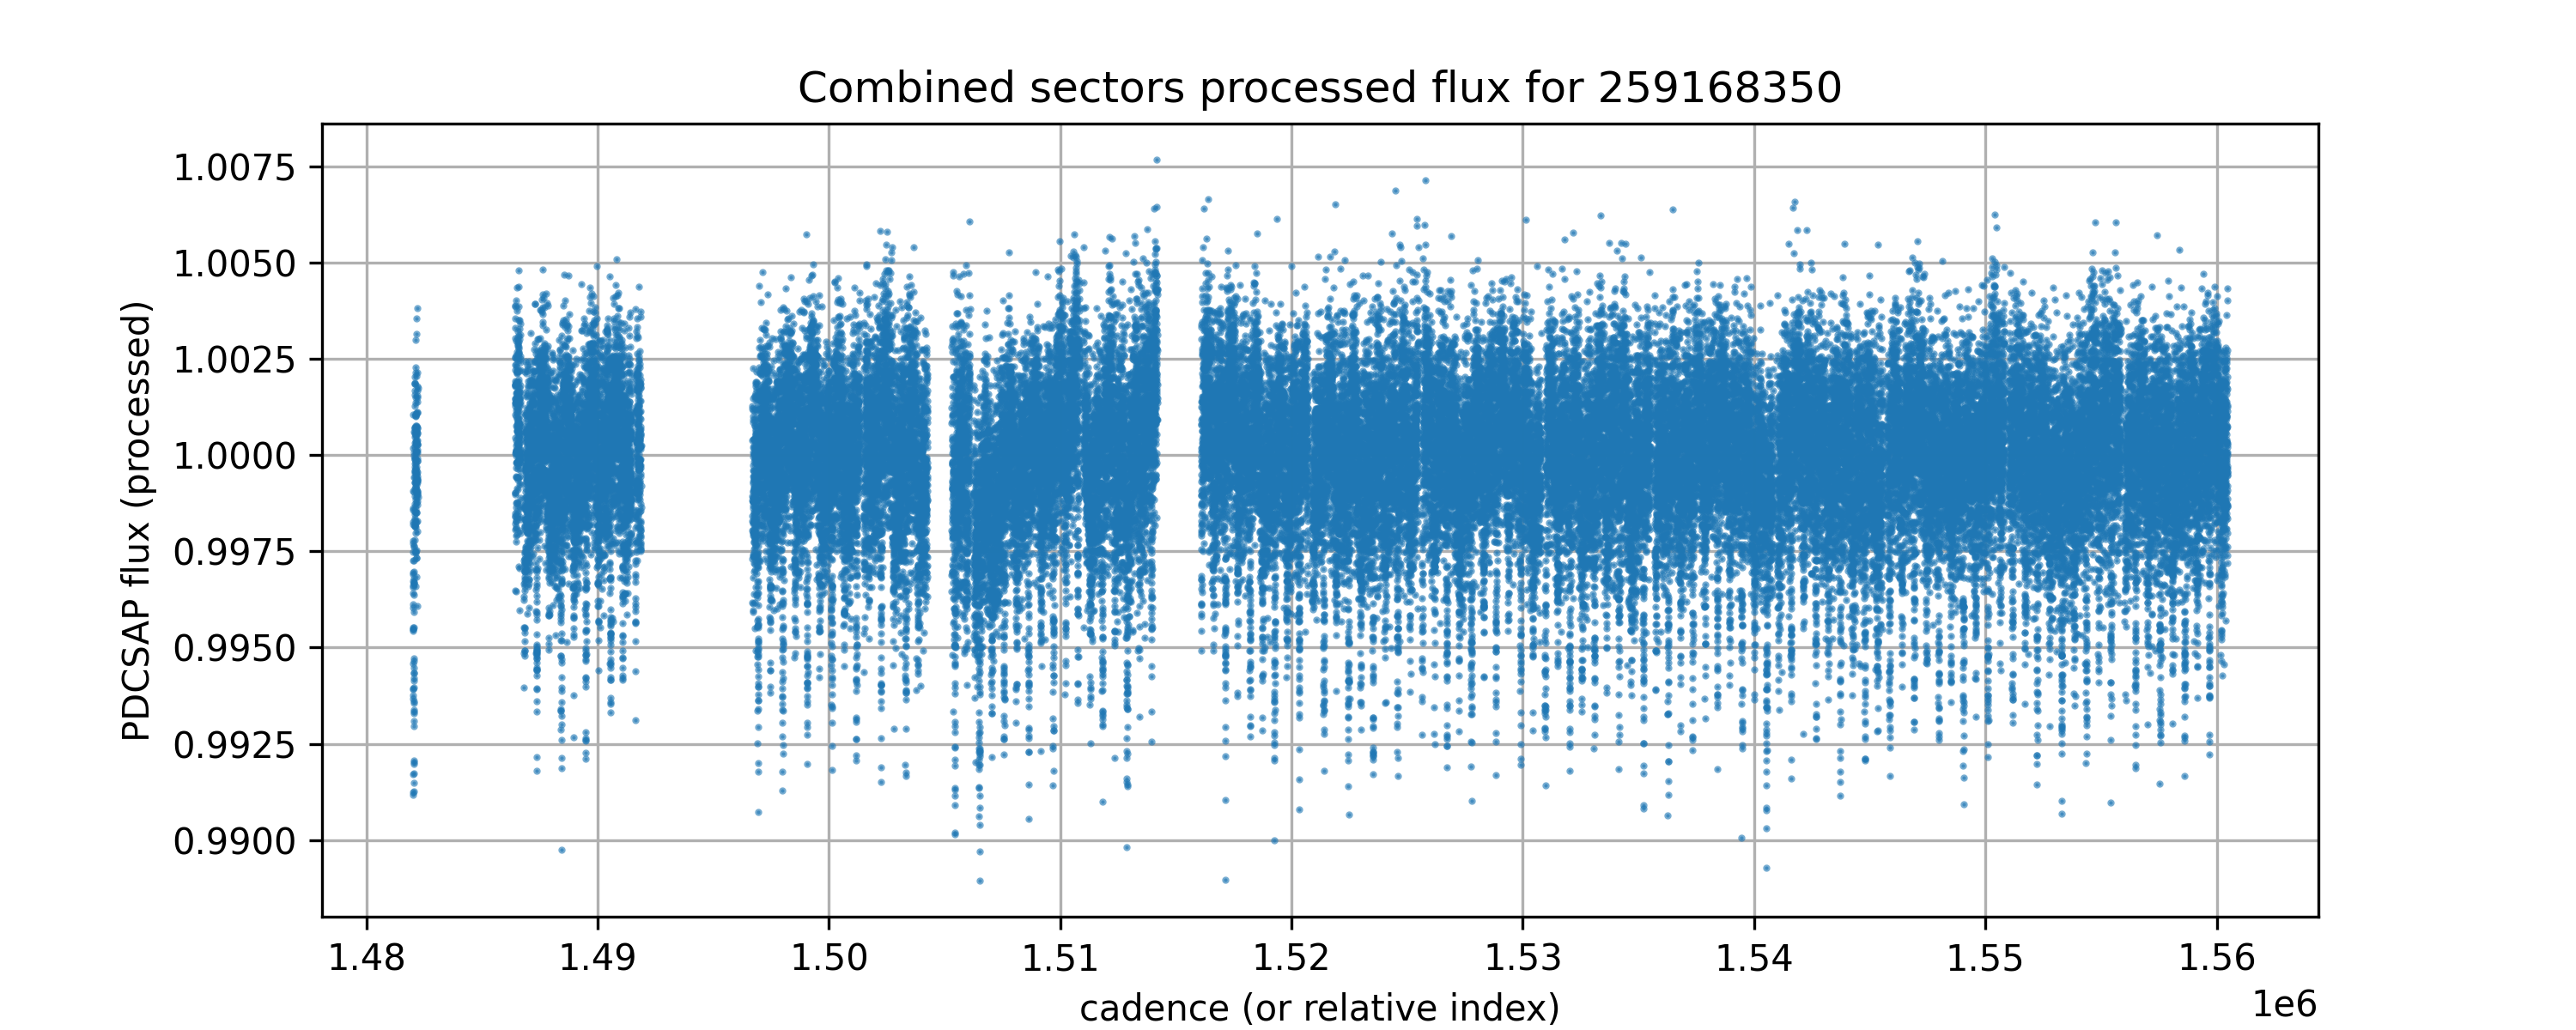 Combined sectors processed flux for 259168350
PDCSAP flux (processed)
1.0075
1.0050
1.0025
1.0000
0.9975
0.9950
0.9925
0.9900
1.48 1.49 1.50 1.51 1.52 1.53 1.54 1.55 1.56
1e6
cadence (or relative index)